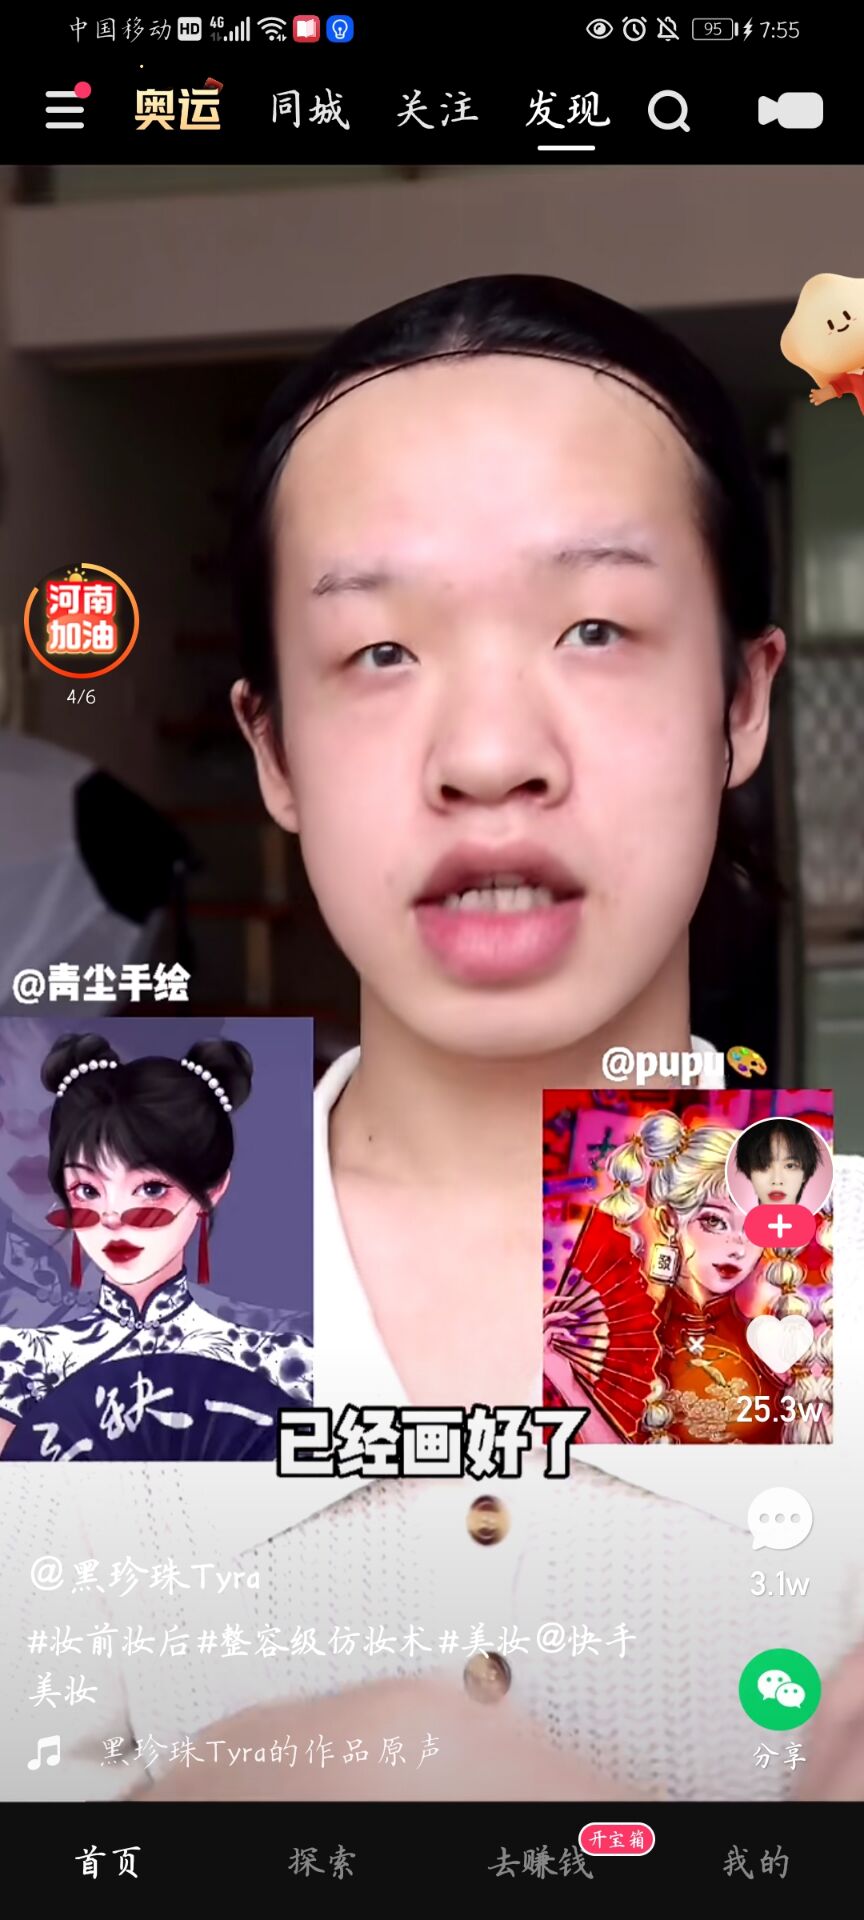 中国移动 HD 4G 95 7:55
奥运 同城 关注 发现
河南
加油
4/6
@青尘手绘
@pupu
發
缺一
已经画好了
25.3w
3.1w
@黑珍珠Tyra
#妆前妆后#整容级仿妆术#美妆@快手
美妆
黑珍珠Tyra的作品原声
分享
开宝箱
首页 探索 去赚钱 我的